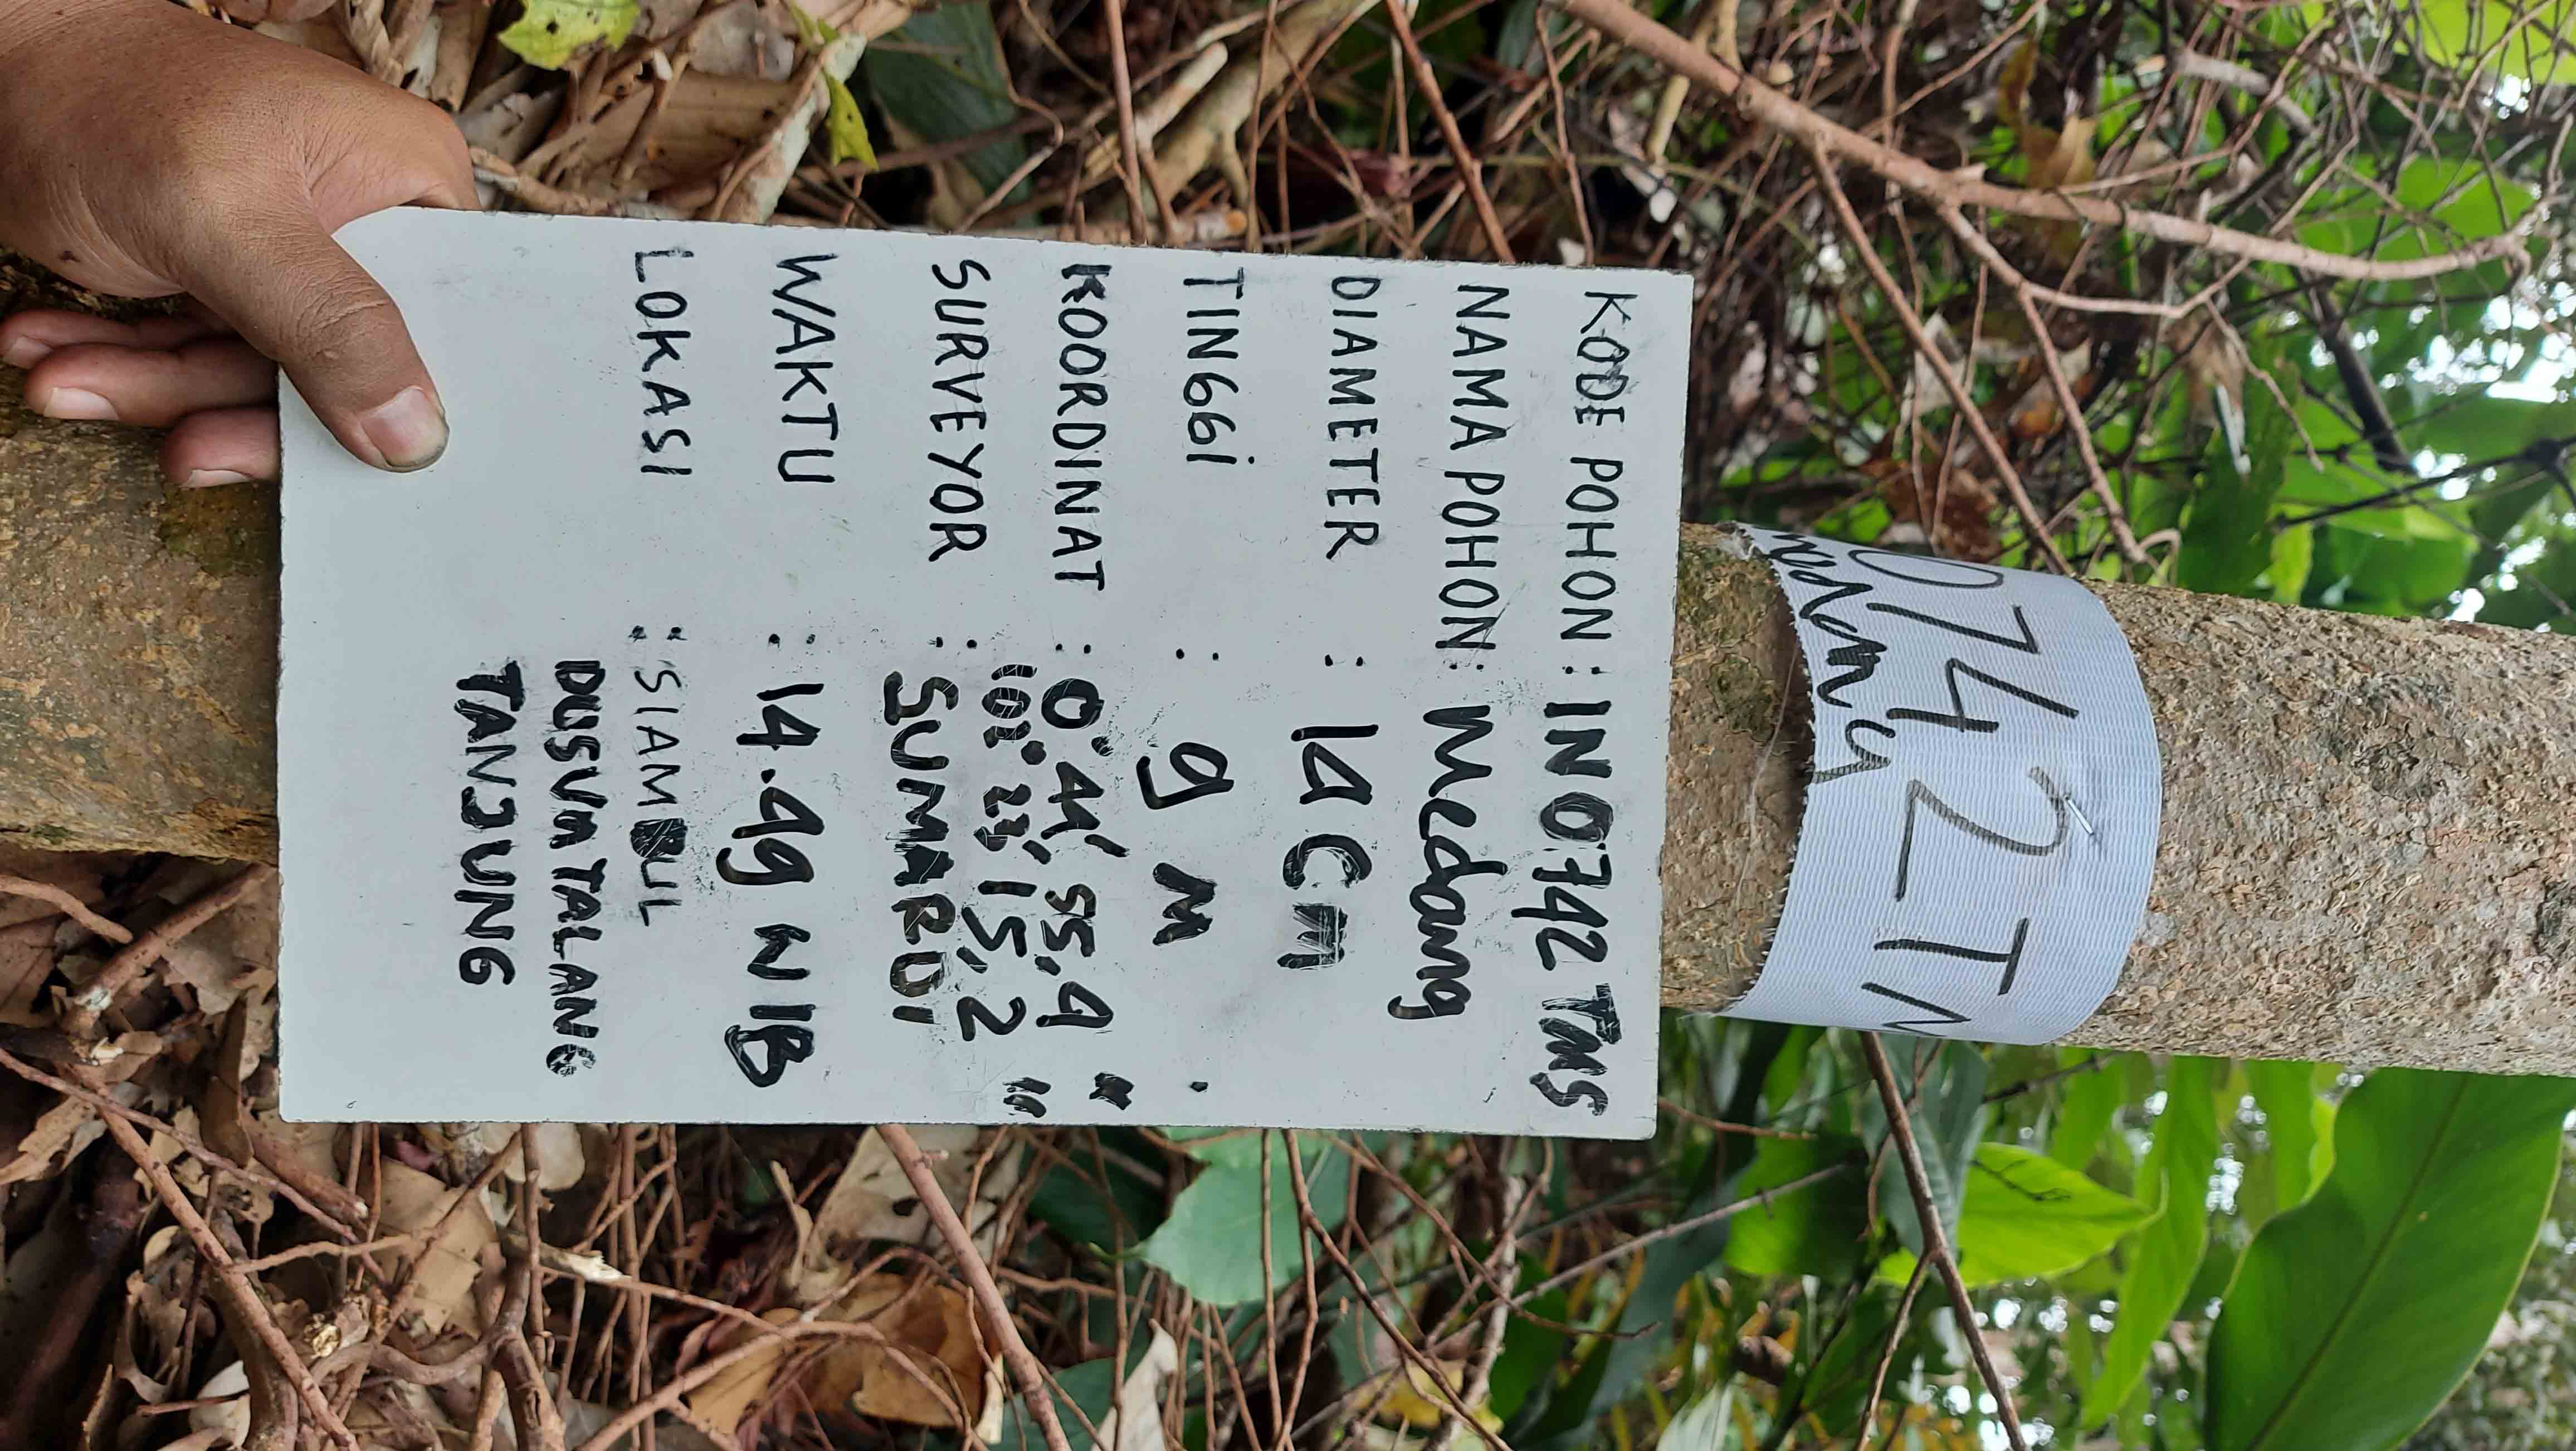 0742 TM
medang
KODE POHON : IN 0742 TMS
NAMA POHON : Medang
DIAMETER : 14 Cm
TINGGI : 9 M
KOORDINAT : 0° 44' 55,4 "
102° 23' 15,2 "
SURVEYOR : SUMARDI
WAKTU : 14.49 WIB
LOKASI : SIAMBUL
DUSUN TALANG
TANJUNG